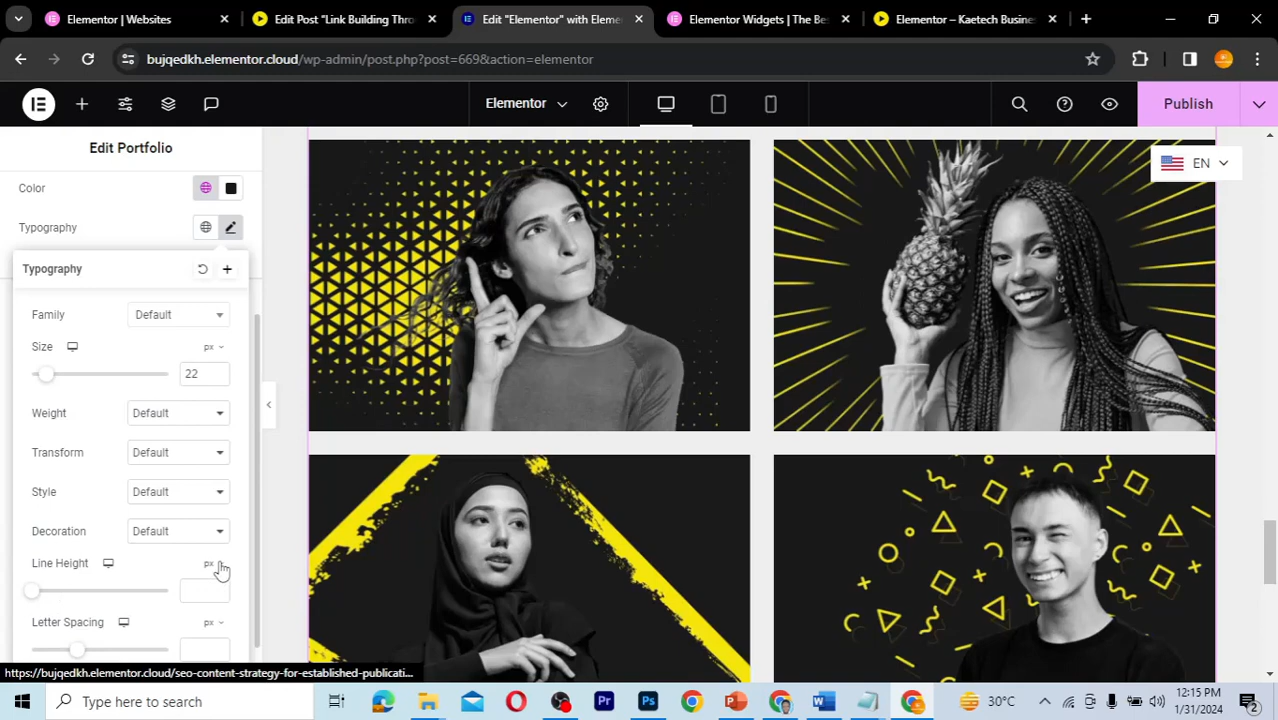 Elementor | Websites
Edit Post "Link Building Thro
Edit "Elementor" with Eleme
Elementor Widgets | The Be
Elementor – Kaetech Busine
bujqedkh.elementor.cloud/wp-admin/post.php?post=669&action=elementor
Elementor
Publish
Edit Portfolio
EN
Color
Typography
Typography
Family
Default
Size
px
22
Weight
Default
Transform
Default
Style
Default
Decoration
Default
Line Height
px
Letter Spacing
px
https://bujqedkh.elementor.cloud/seo-content-strategy-for-established-publicati...
Type here to search
30°C
12:15 PM
1/31/2024
2